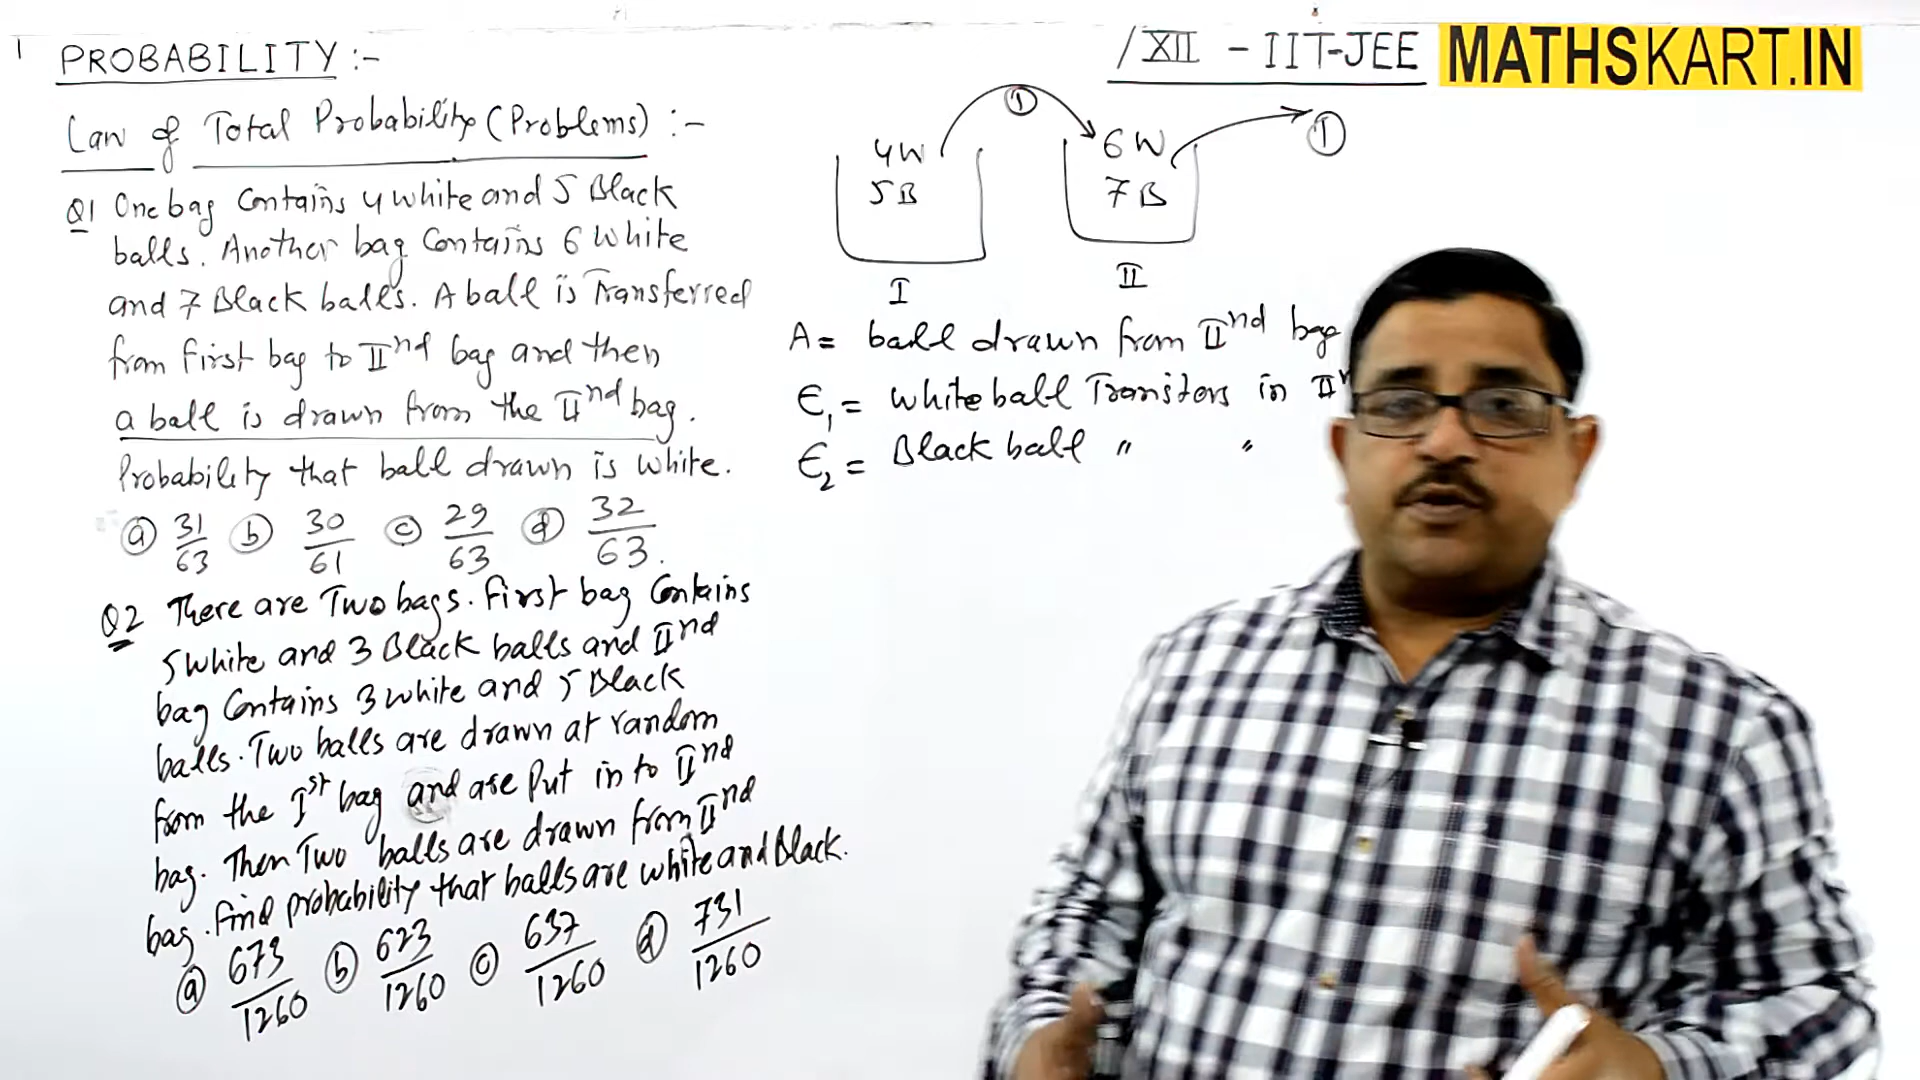 1 PROBABILITY :-
/XII - IIT-JEE MATHSKART.IN
Law of Total Probability (Problems) :-
Q1 One bag Contains 4 White and 5 Black
balls. Another bag Contains 6 White
and 7 Black balls. A ball is Transferred
from First bag to IInd bag and then
a ball is drawn from the IInd bag.
Probability that ball drawn is White.
(a) 31/63 (b) 30/61 (c) 29/63 (d) 32/63.
Q2 There are Two bags. First bag Contains
5 White and 3 Black balls and IInd
bag Contains 3 White and 5 Black
balls. Two balls are drawn at random
from the Ist bag and are Put in to IInd
bag. Then Two balls are drawn from IInd
bag. Find probability that balls are white and Black.
(a) 673/1260 (b) 623/1260 (c) 637/1260 (d) 731/1260
1
4W
5B
I
6W
7B
II
1
A = ball drawn from IInd bag
E1 = White ball Transfers in II
E2 = Black ball " "